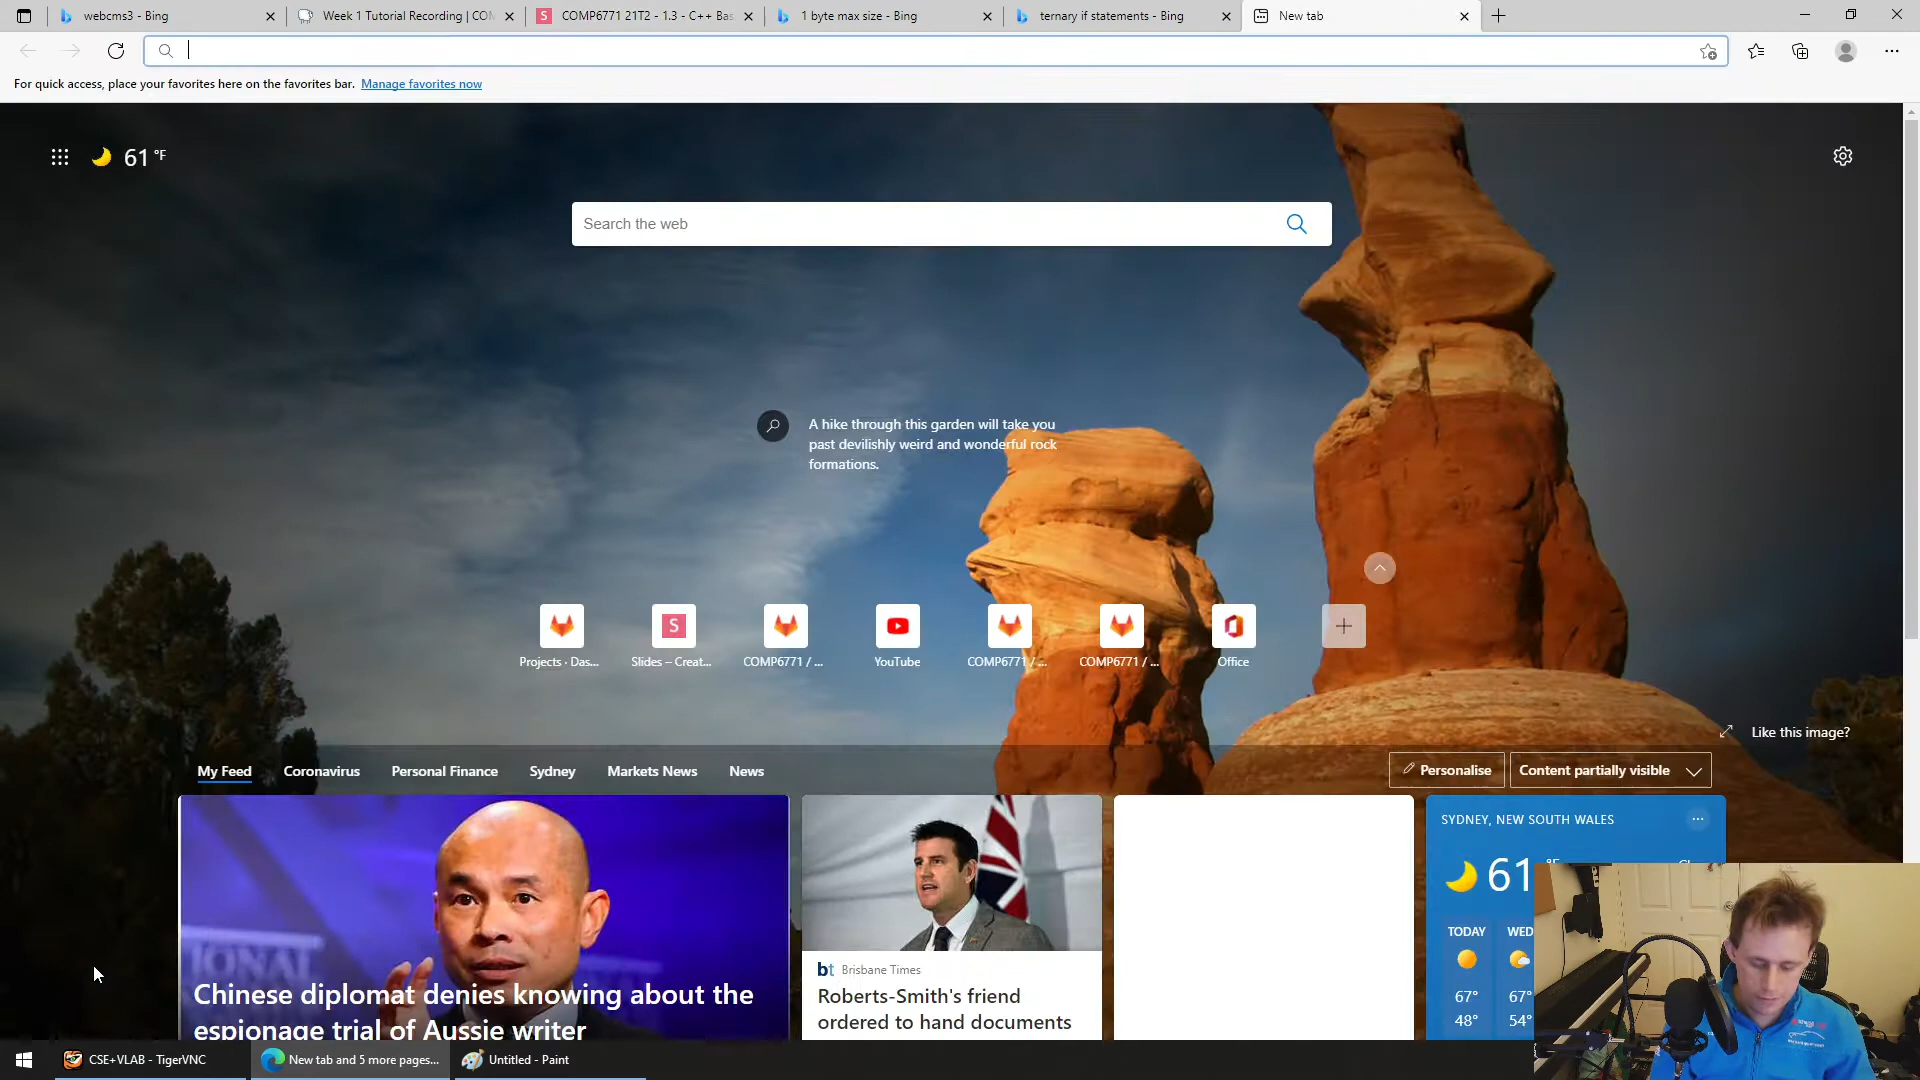 webcms3 - Bing
Week 1 Tutorial Recording | CO
COMP6771 21T2 - 1.3 - C++ Bas
1 byte max size - Bing
ternary if statements - Bing
New tab
For quick access, place your favorites here on the favorites bar. Manage favorites now
61 °F
Search the web
A hike through this garden will take you
past devilishly weird and wonderful rock
formations.
Projects · Das...
Slides – Creat...
COMP6771 / ...
YouTube
COMP6771 / ...
COMP6771 / ...
Office
Like this image?
My Feed
Coronavirus
Personal Finance
Sydney
Markets News
News
Personalise
Content partially visible
SYDNEY, NEW SOUTH WALES
61
TODAY
WED
67°
67°
48°
54°
Chinese diplomat denies knowing about the
espionage trial of Aussie writer
bt Brisbane Times
Roberts-Smith's friend
ordered to hand documents
CSE+VLAB - TigerVNC
New tab and 5 more pages...
Untitled - Paint